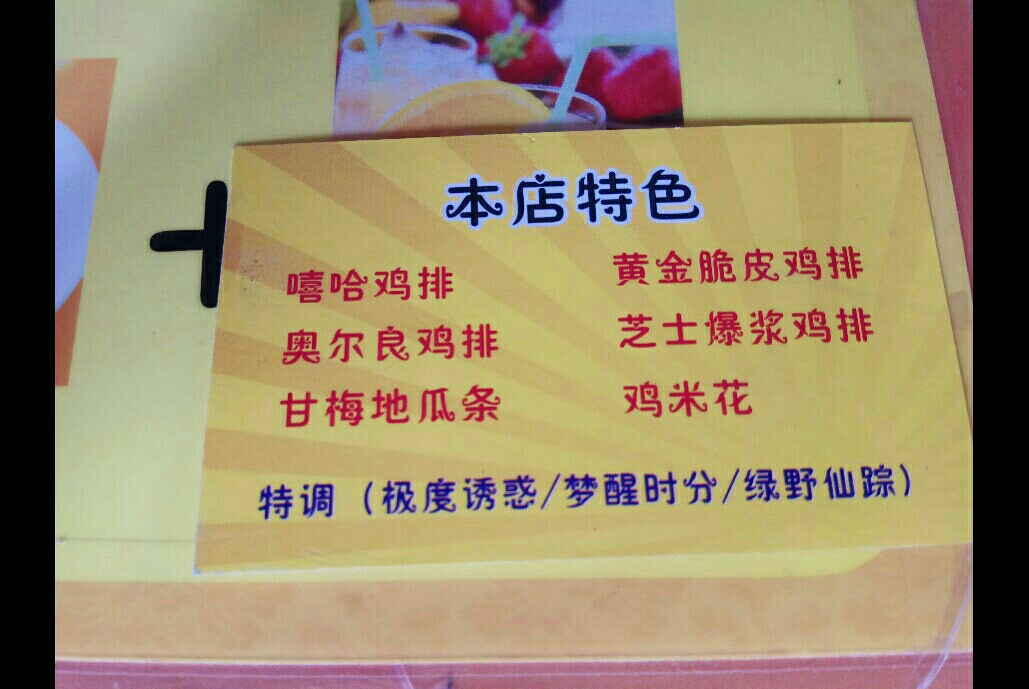 本店特色
嘻哈鸡排
黄金脆皮鸡排
奥尔良鸡排
芝士爆浆鸡排
甘梅地瓜条
鸡米花
特调（极度诱惑/梦醒时分/绿野仙踪）